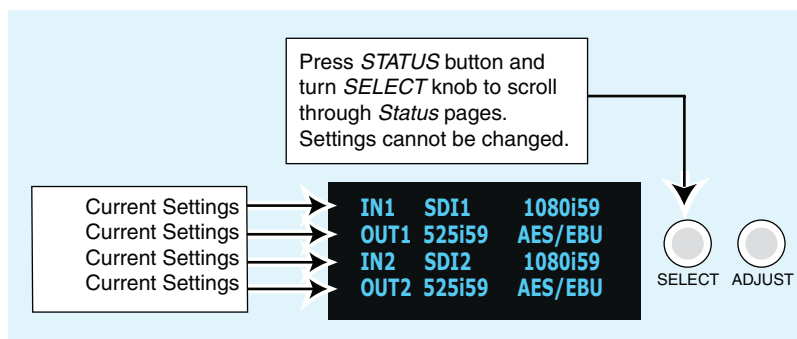 Press STATUS button and
turn SELECT knob to scroll
through Status pages.
Settings cannot be changed.
Current Settings
Current Settings
Current Settings
Current Settings
IN1 SDI1 1080i59
OUT1 525i59 AES/EBU
IN2 SDI2 1080i59
OUT2 525i59 AES/EBU
SELECT ADJUST